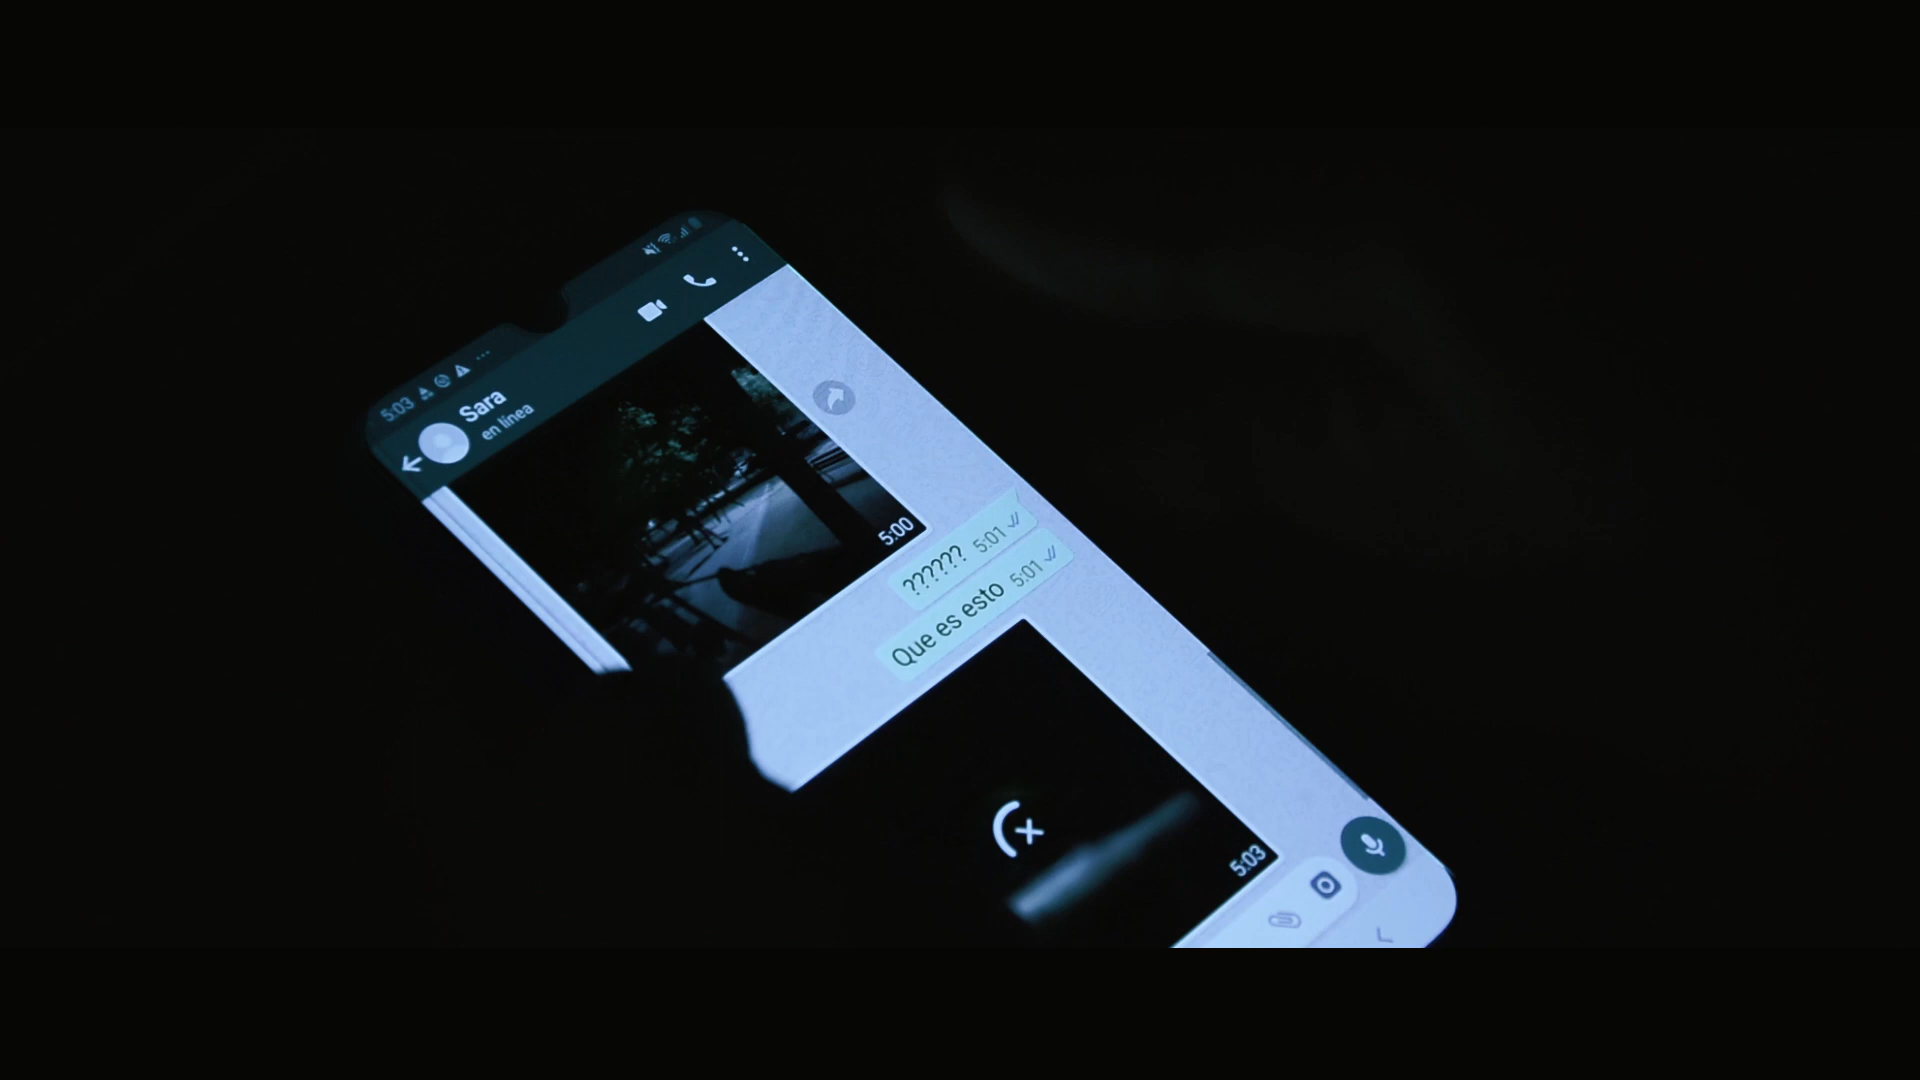 5:03
Sara
en línea
5:00
?????? 5:01
Que es esto 5:01
5:03